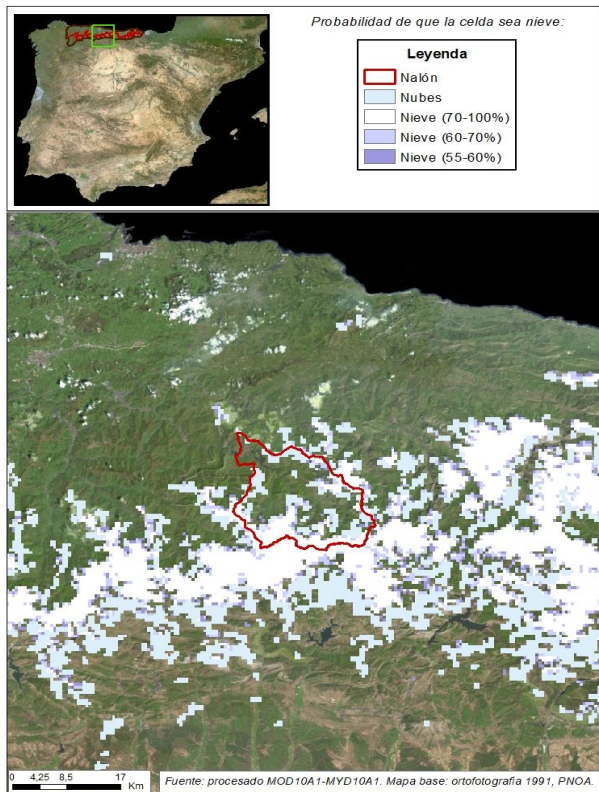 Probabilidad de que la celda sea nieve:
Leyenda
Nalón
Nubes
Nieve (70-100%)
Nieve (60-70%)
Nieve (55-60%)
0 4,25 8,5 17
Km
Fuente: procesado MOD10A1-MYD10A1. Mapa base: ortofotografia 1991, PNOA.